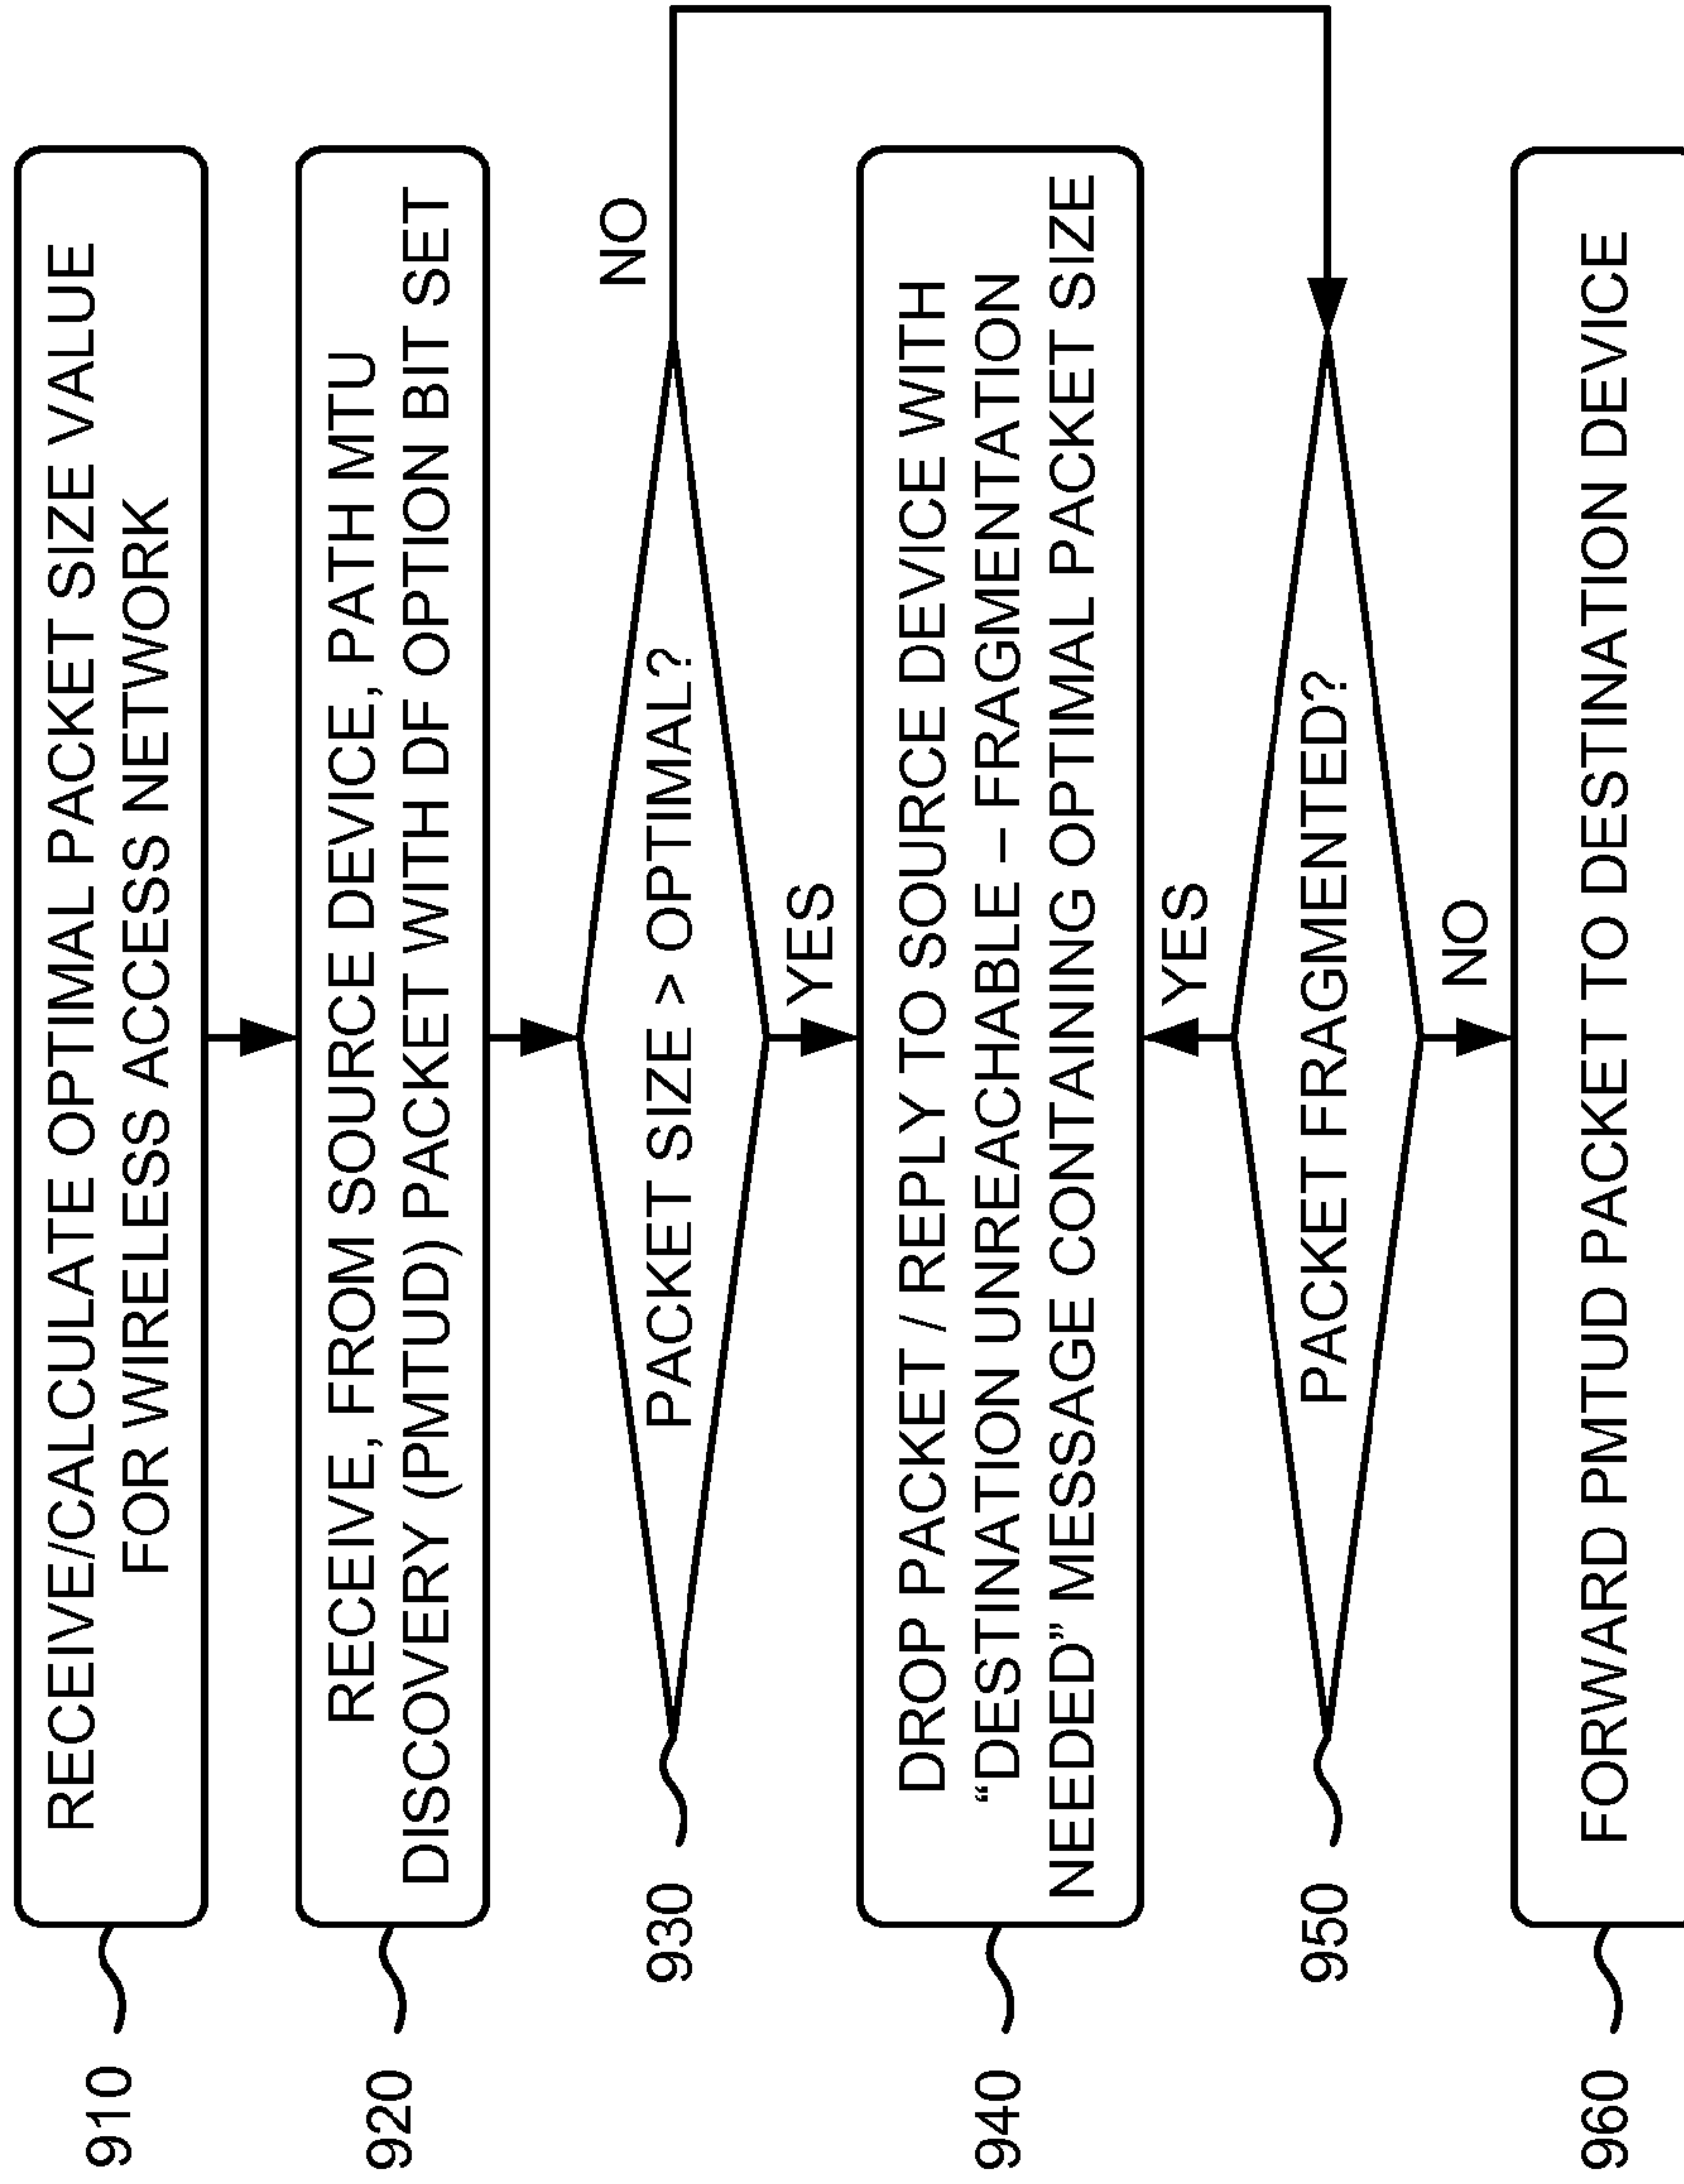 910
RECEIVE/CALCULATE OPTIMAL PACKET SIZE VALUE
FOR WIRELESS ACCESS NETWORK
920
RECEIVE, FROM SOURCE DEVICE, PATH MTU
DISCOVERY (PMTUD) PACKET WITH DF OPTION BIT SET
930
PACKET SIZE > OPTIMAL?
NO
YES
940
DROP PACKET / REPLY TO SOURCE DEVICE WITH
“DESTINATION UNREACHABLE – FRAGMENTATION
NEEDED” MESSAGE CONTAINING OPTIMAL PACKET SIZE
YES
950
PACKET FRAGMENTED?
NO
960
FORWARD PMTUD PACKET TO DESTINATION DEVICE